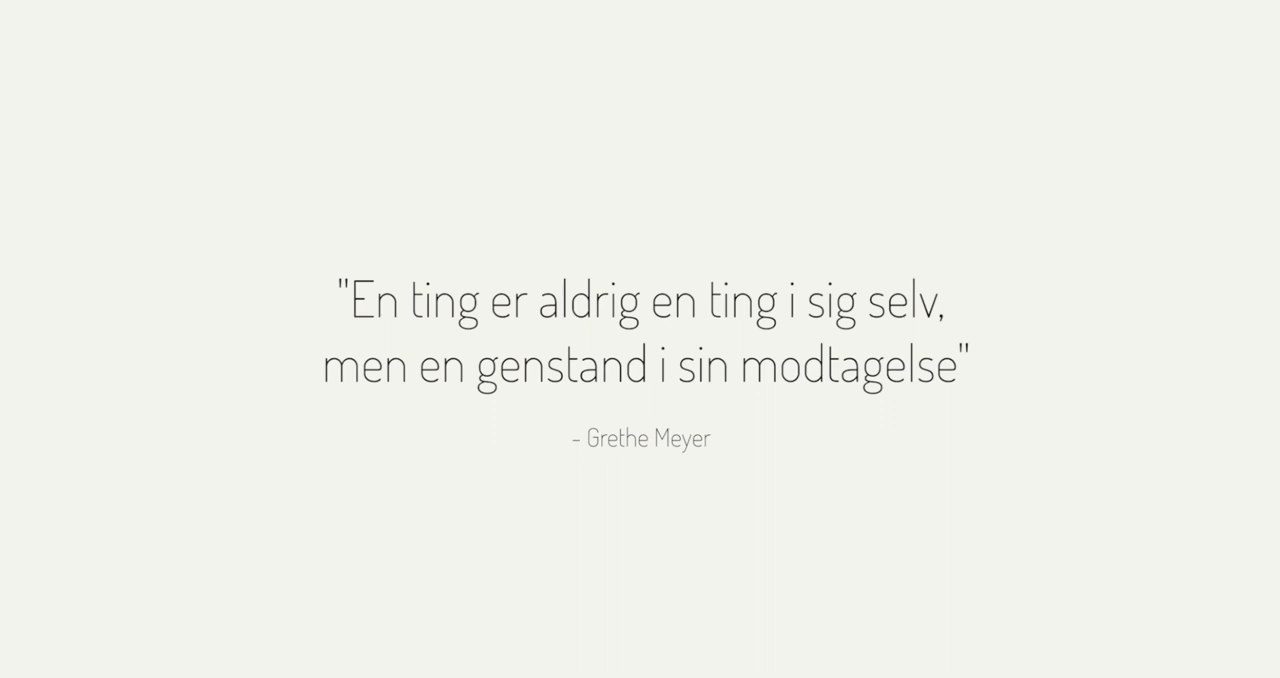 "En ting er aldrig en ting i sig selv,
men en genstand i sin modtagelse"
- Grethe Meyer